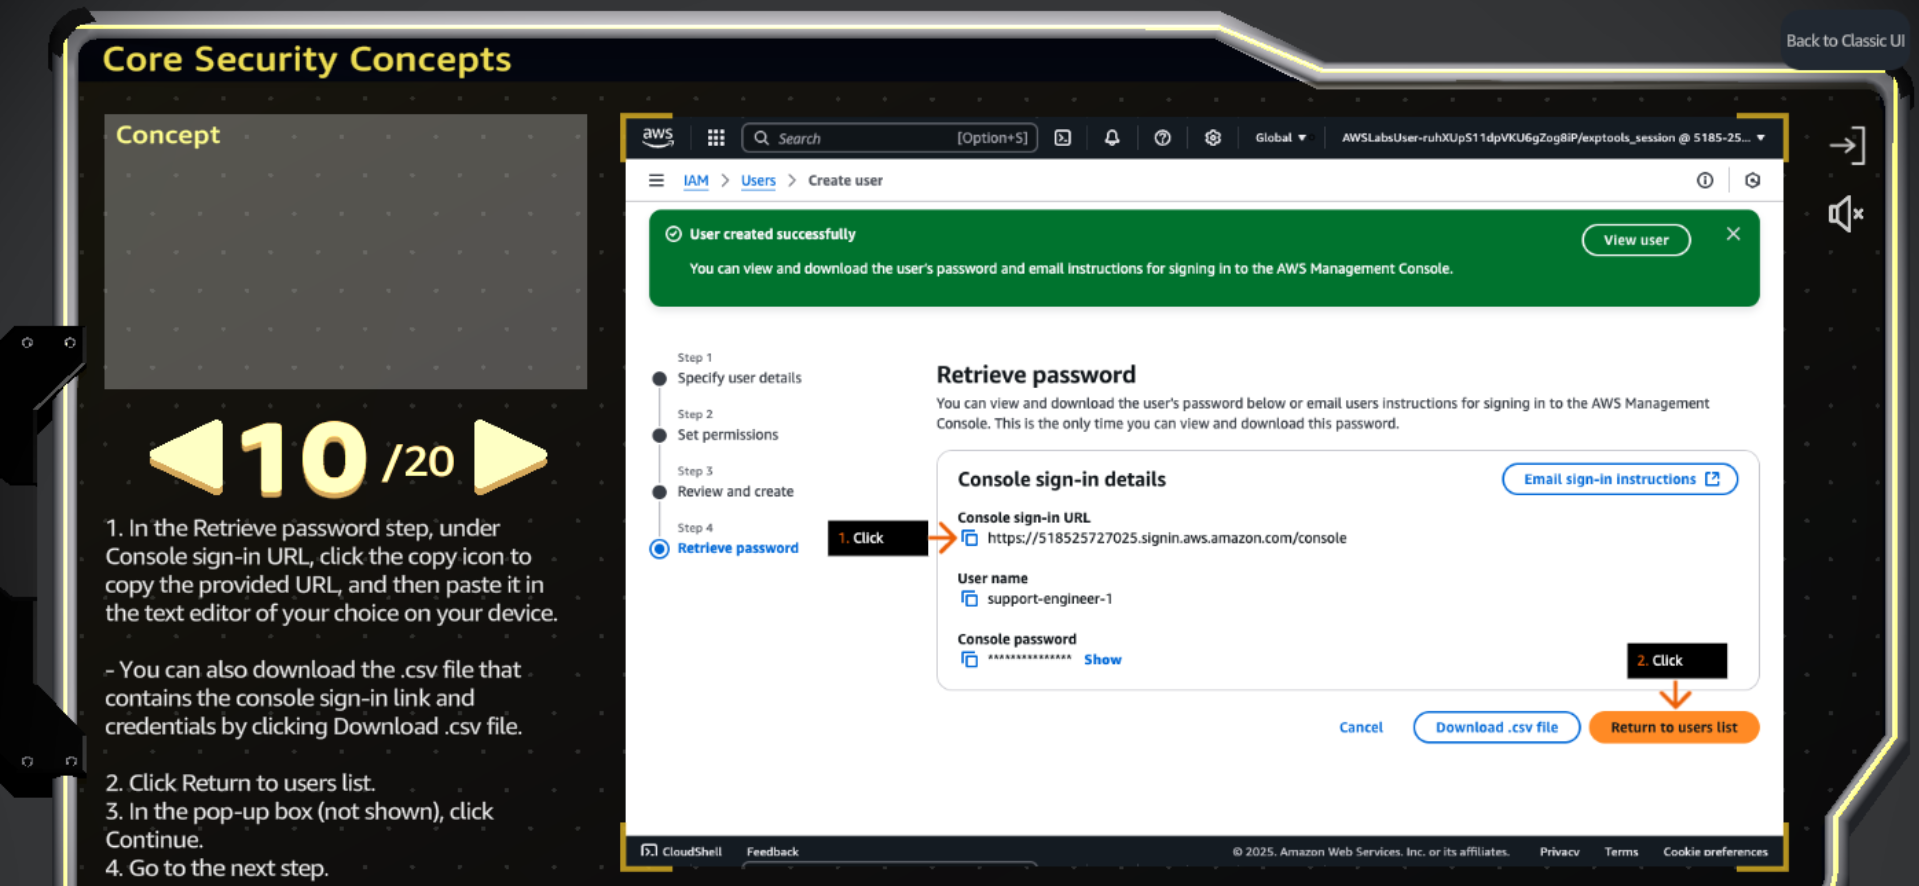 Back to Classic UI
Core Security Concepts
Concept
10 /20
1. In the Retrieve password step, under
Console sign-in URL, click the copy icon to
copy the provided URL, and then paste it in
the text editor of your choice on your device.
- You can also download the .csv file that
contains the console sign-in link and
credentials by clicking Download .csv file.
2. Click Return to users list.
3. In the pop-up box (not shown), click
Continue.
4. Go to the next step.
aws
Search [Option+S]
Global
AWSLabsUser-ruhXUpS11dpVKU6gZog8iP/exptools_session @ 5185-25...
IAM > Users > Create user
User created successfully
View user
You can view and download the user's password and email instructions for signing in to the AWS Management Console.
Step 1
Specify user details
Step 2
Set permissions
Step 3
Review and create
Step 4
Retrieve password
Retrieve password
You can view and download the user's password below or email users instructions for signing in to the AWS Management
Console. This is the only time you can view and download this password.
Console sign-in details
Email sign-in instructions
Console sign-in URL
1. Click
https://518525727025.signin.aws.amazon.com/console
User name
support-engineer-1
Console password
*************** Show
2. Click
Cancel
Download .csv file
Return to users list
CloudShell
Feedback
© 2025, Amazon Web Services, Inc. or its affiliates.
Privacy
Terms
Cookie preferences